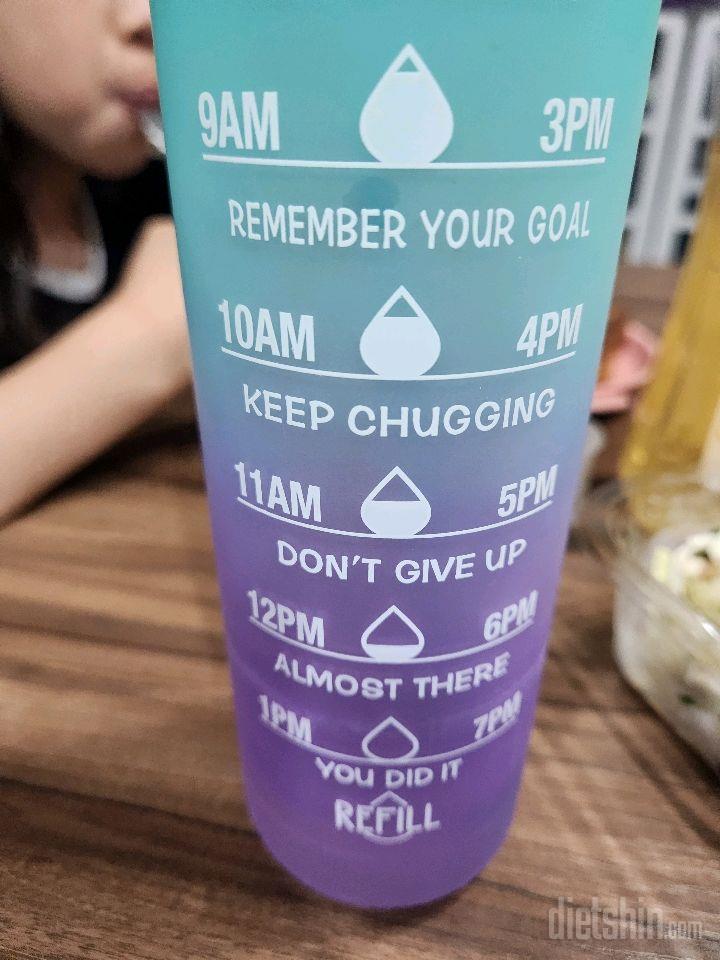 9AM 3PM
REMEMBER YOUR GOAL
10AM 4PM
KEEP CHUGGING
11AM 5PM
DON'T GIVE UP
12PM 6PM
ALMOST THERE
1PM 7PM
YOU DID IT
REFILL
dietshin.com